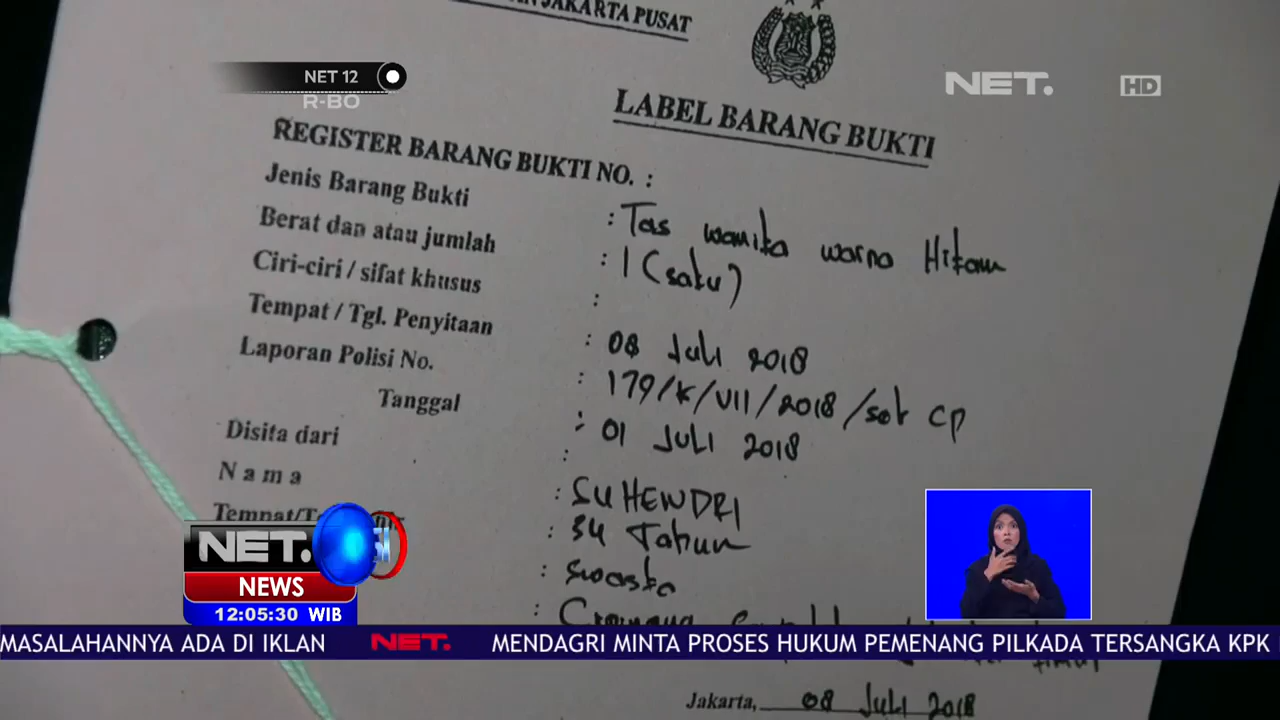 JAKARTA PUSAT
NET 12
R-BO
NET.
HD
LABEL BARANG BUKTI
REGISTER BARANG BUKTI NO. :
Jenis Barang Bukti : Tas wanita warna Hitam
Berat dan atau jumlah : 1 (satu)
Ciri-ciri / sifat khusus :
Tempat / Tgl. Penyitaan : 08 Juli 2018
Laporan Polisi No. : 179/K/VII/2018/sek CP
Tanggal : 01 JULI 2018
Disita dari :
N a m a : SUHENDRI
: 34 Tahun
: Swasta
NET.
NEWS
12:05:30 WIB
MASALAHANNYA ADA DI IKLAN NET. MENDAGRI MINTA PROSES HUKUM PEMENANG PILKADA TERSANGKA KPK
Jakarta, 08 Juli 2018